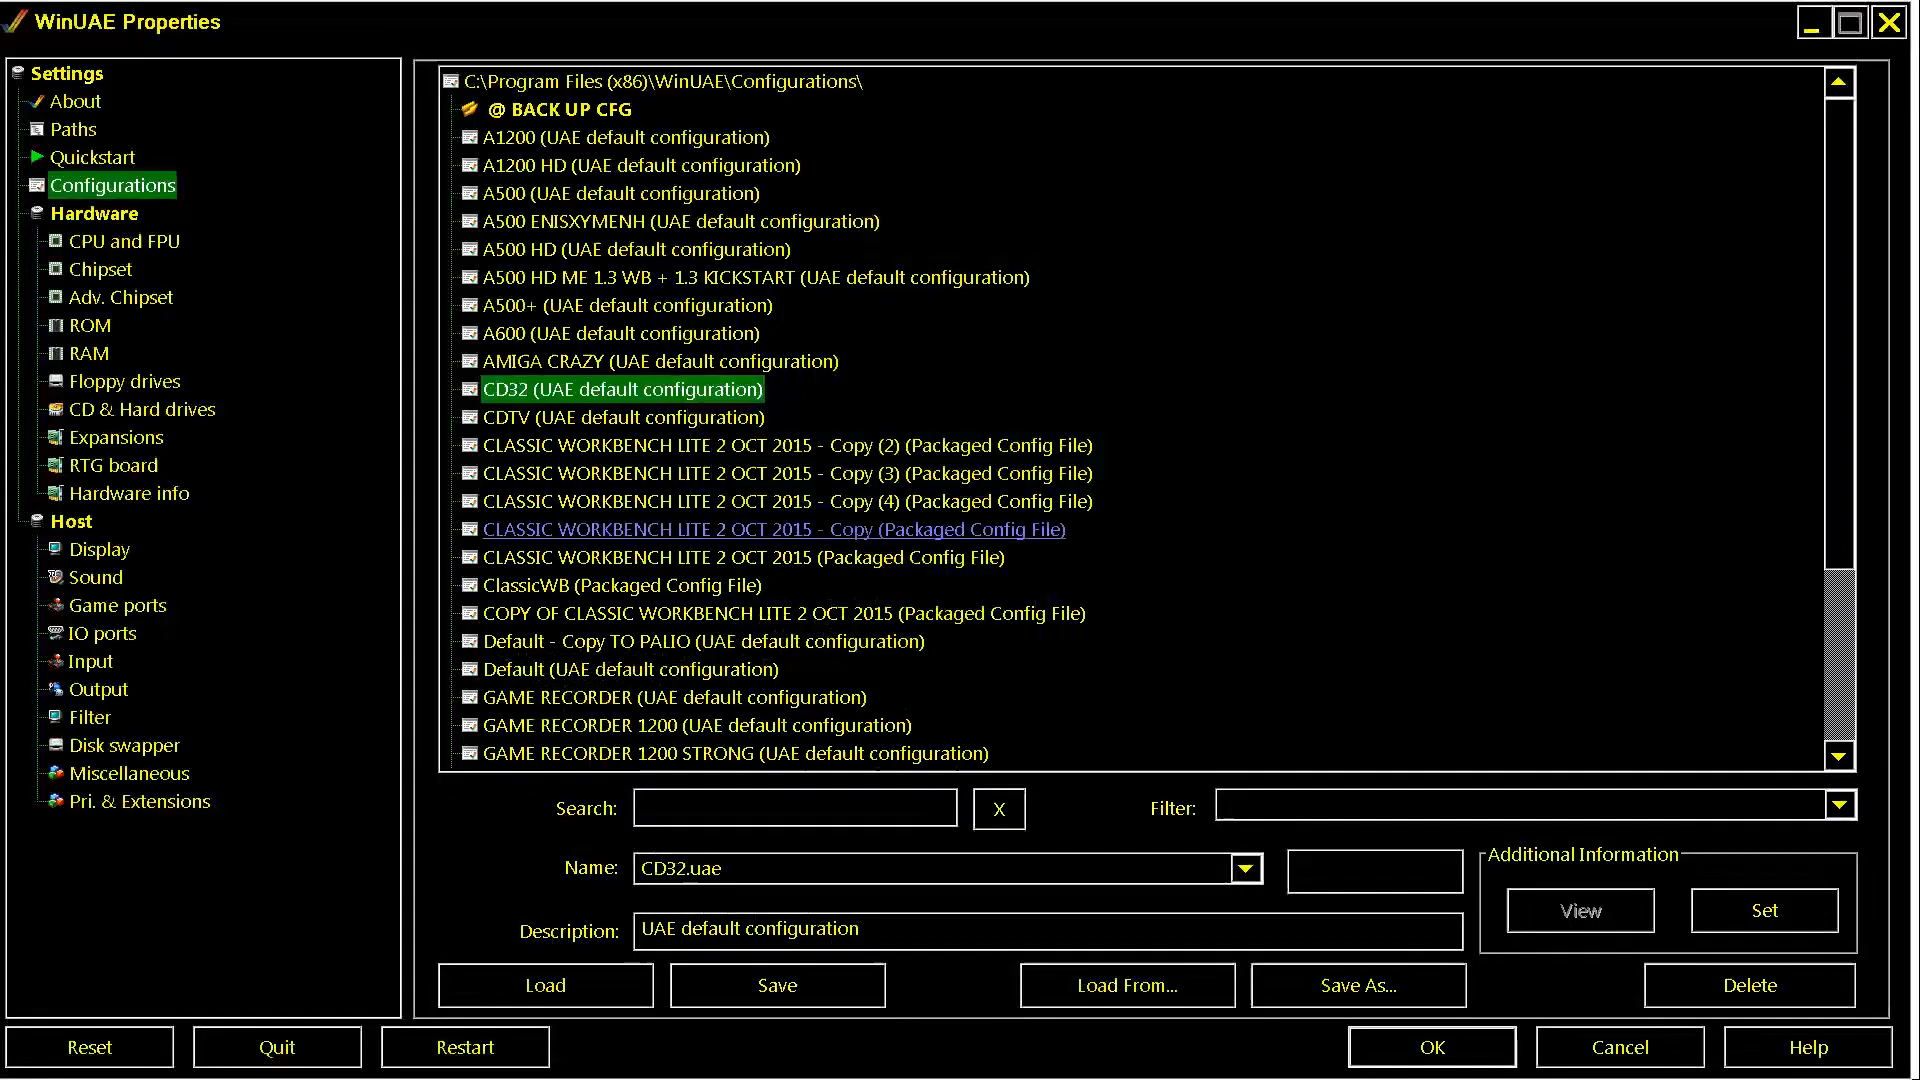 WinUAE Properties
Settings
About
Paths
Quickstart
Configurations
Hardware
CPU and FPU
Chipset
Adv. Chipset
ROM
RAM
Floppy drives
CD & Hard drives
Expansions
RTG board
Hardware info
Host
Display
Sound
Game ports
IO ports
Input
Output
Filter
Disk swapper
Miscellaneous
Pri. & Extensions
C:\Program Files (x86)\WinUAE\Configurations\
@ BACK UP CFG
A1200 (UAE default configuration)
A1200 HD (UAE default configuration)
A500 (UAE default configuration)
A500 ENISXYMENH (UAE default configuration)
A500 HD (UAE default configuration)
A500 HD ME 1.3 WB + 1.3 KICKSTART (UAE default configuration)
A500+ (UAE default configuration)
A600 (UAE default configuration)
AMIGA CRAZY (UAE default configuration)
CD32 (UAE default configuration)
CDTV (UAE default configuration)
CLASSIC WORKBENCH LITE 2 OCT 2015 - Copy (2) (Packaged Config File)
CLASSIC WORKBENCH LITE 2 OCT 2015 - Copy (3) (Packaged Config File)
CLASSIC WORKBENCH LITE 2 OCT 2015 - Copy (4) (Packaged Config File)
CLASSIC WORKBENCH LITE 2 OCT 2015 - Copy (Packaged Config File)
CLASSIC WORKBENCH LITE 2 OCT 2015 (Packaged Config File)
ClassicWB (Packaged Config File)
COPY OF CLASSIC WORKBENCH LITE 2 OCT 2015 (Packaged Config File)
Default - Copy TO PALIO (UAE default configuration)
Default (UAE default configuration)
GAME RECORDER (UAE default configuration)
GAME RECORDER 1200 (UAE default configuration)
GAME RECORDER 1200 STRONG (UAE default configuration)
Search: X Filter:
Name: CD32.uae
Additional Information
View Set
Description: UAE default configuration
Load Save Load From... Save As... Delete
Reset Quit Restart OK Cancel Help